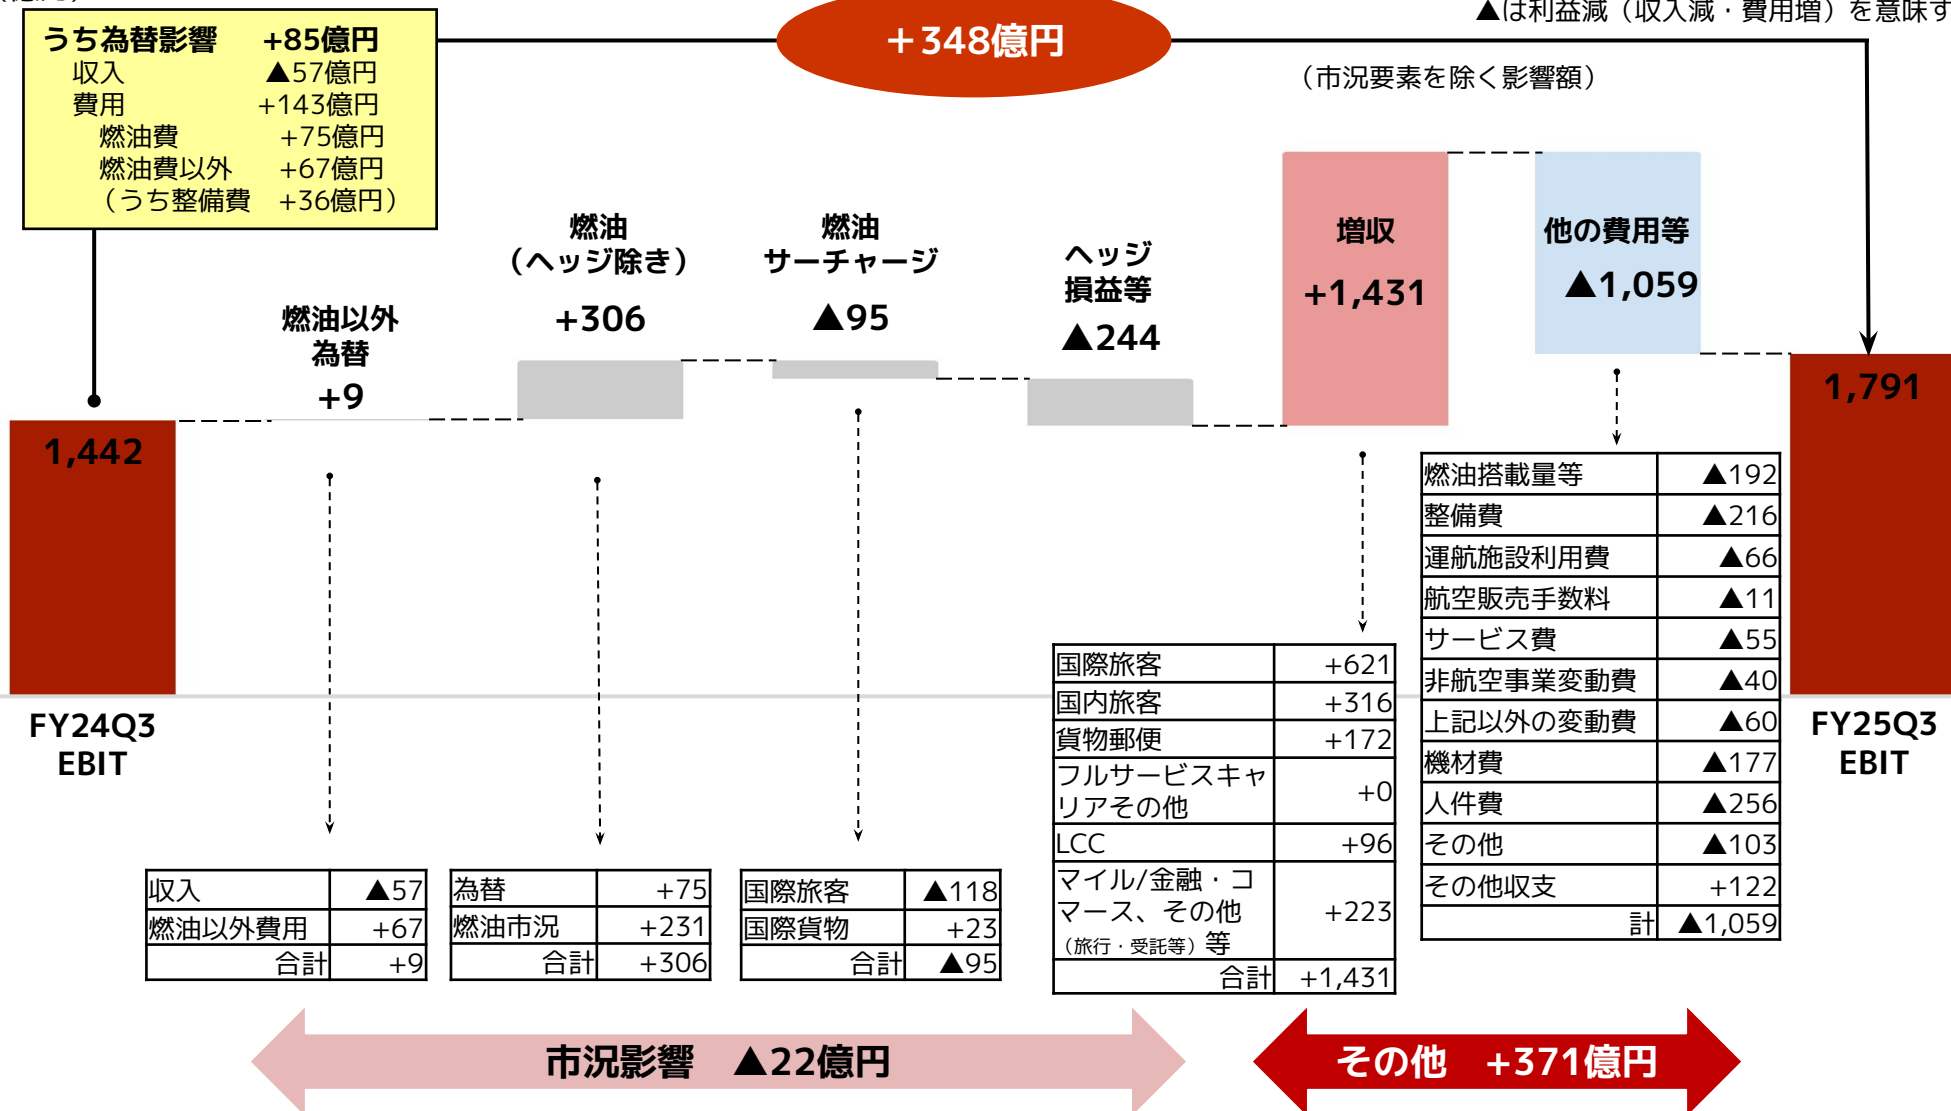 ▲は利益減（収入減・費用増）を意味す
うち為替影響 +85億円
収入 ▲57億円
費用 +143億円
燃油費 +75億円
燃油費以外 +67億円
（うち整備費 +36億円）
＋348億円
（市況要素を除く影響額）
1,442
FY24Q3
EBIT
燃油以外
為替
+9
燃油
（ヘッジ除き）
+306
燃油
サーチャージ
▲95
ヘッジ
損益等
▲244
増収
+1,431
他の費用等
▲1,059
1,791
FY25Q3
EBIT
収入 ▲57
燃油以外費用 +67
合計 +9
為替 +75
燃油市況 +231
合計 +306
国際旅客 ▲118
国際貨物 +23
合計 ▲95
国際旅客 +621
国内旅客 +316
貨物郵便 +172
フルサービスキャ
リアその他 +0
LCC +96
マイル/金融・コ
マース、その他 +223
（旅行・受託等）等
合計 +1,431
燃油搭載量等 ▲192
整備費 ▲216
運航施設利用費 ▲66
航空販売手数料 ▲11
サービス費 ▲55
非航空事業変動費 ▲40
上記以外の変動費 ▲60
機材費 ▲177
人件費 ▲256
その他 ▲103
その他収支 +122
計 ▲1,059
市況影響 ▲22億円
その他 +371億円